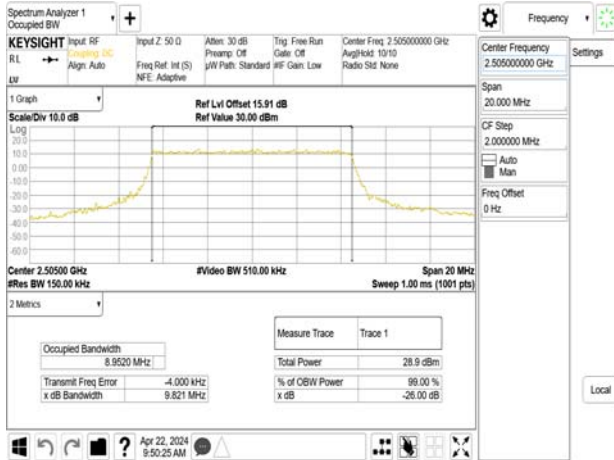 Spectrum Analyzer 1
Occupied BW
Frequency
KEYSIGHT
RL
Input: RF
Coupling: DC
Align: Auto
Input Z: 50 Ω
Freq Ref: Int (S)
NFE: Adaptive
Atten: 30 dB
Preamp: Off
µW Path: Standard
Trig: Free Run
Gate: Off
#IF Gain: Low
Center Freq: 2.505000000 GHz
Avg|Hold: 10/10
Radio Std: None
Center Frequency
2.505000000 GHz
Settings
Span
20.000 MHz
CF Step
2.000000 MHz
Auto
Man
Freq Offset
0 Hz
Local
1 Graph
Scale/Div 10.0 dB
Ref Lvl Offset 15.91 dB
Ref Value 30.00 dBm
Log
20.0
10.0
0.00
-10.0
-20.0
-30.0
-40.0
-50.0
-60.0
Center 2.50500 GHz
#Video BW 510.00 kHz
Span 20 MHz
#Res BW 150.00 kHz
Sweep 1.00 ms (1001 pts)
2 Metrics
Measure Trace
Trace 1
Occupied Bandwidth
8.9520 MHz
Total Power
28.9 dBm
Transmit Freq Error
-4.000 kHz
% of OBW Power
99.00 %
x dB Bandwidth
9.821 MHz
x dB
-26.00 dB
Apr 22, 2024
9:50:25 AM